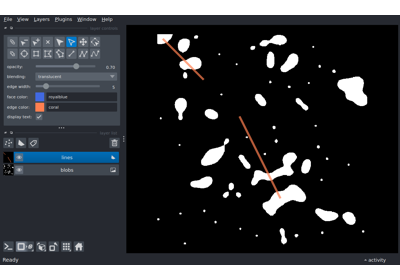 File View Layers Plugins Window Help
opacity: 0.70
blending: translucent
edge width: 5
face color: royalblue
edge color: coral
display text:
lines
blobs
Ready
activity